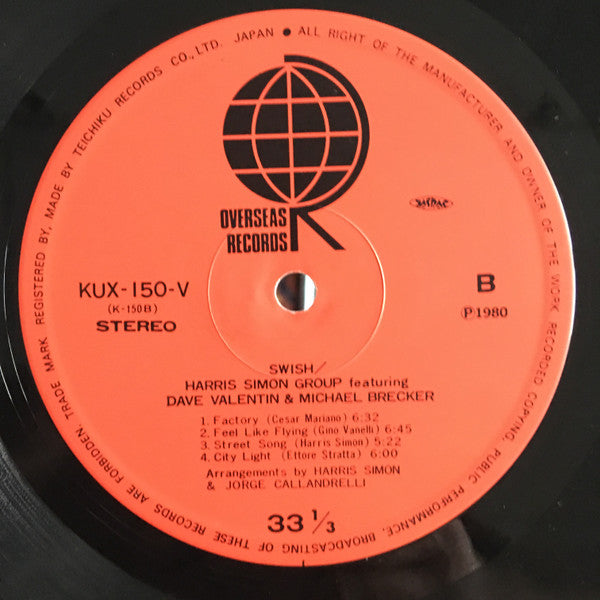 TRADE MARK REGISTERED BY, MADE BY TEICHIKU RECORDS CO., LTD. JAPAN • ALL RIGHT OF THE MANUFACTURER AND OWNER OF THE WORK RECORDED COPYING, PUBLIC PERFORMANCE, BROADCASTING OF THESE RECORDS ARE FORBIDDEN,
OVERSEAS
RECORDS
KUX-150-V
(K-150B)
STEREO
B
Ⓟ1980
SWISH/
HARRIS SIMON GROUP featuring
DAVE VALENTIN & MICHAEL BRECKER
1. Factory (Cesar Mariano) 6:32
2. Feel Like Flying (Gino Vanelli) 6:45
3. Street Song (Harris Simon) 5:22
4. City Light (Ettore Stratta) 6:00
Arrangements by HARRIS SIMON
& JORGE CALLANDRELLI
33 1/3